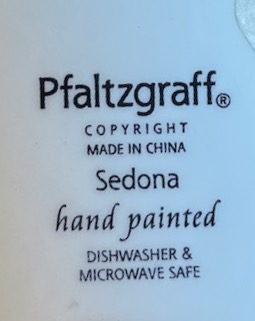 Pfaltzgraff®
COPYRIGHT
MADE IN CHINA
Sedona
hand painted
DISHWASHER &
MICROWAVE SAFE